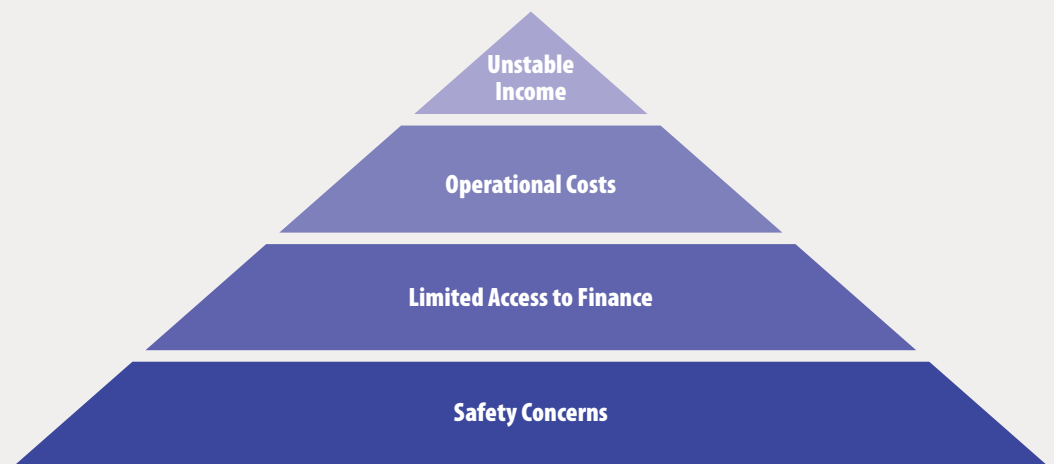 Unstable
Income
Operational Costs
Limited Access to Finance
Safety Concerns